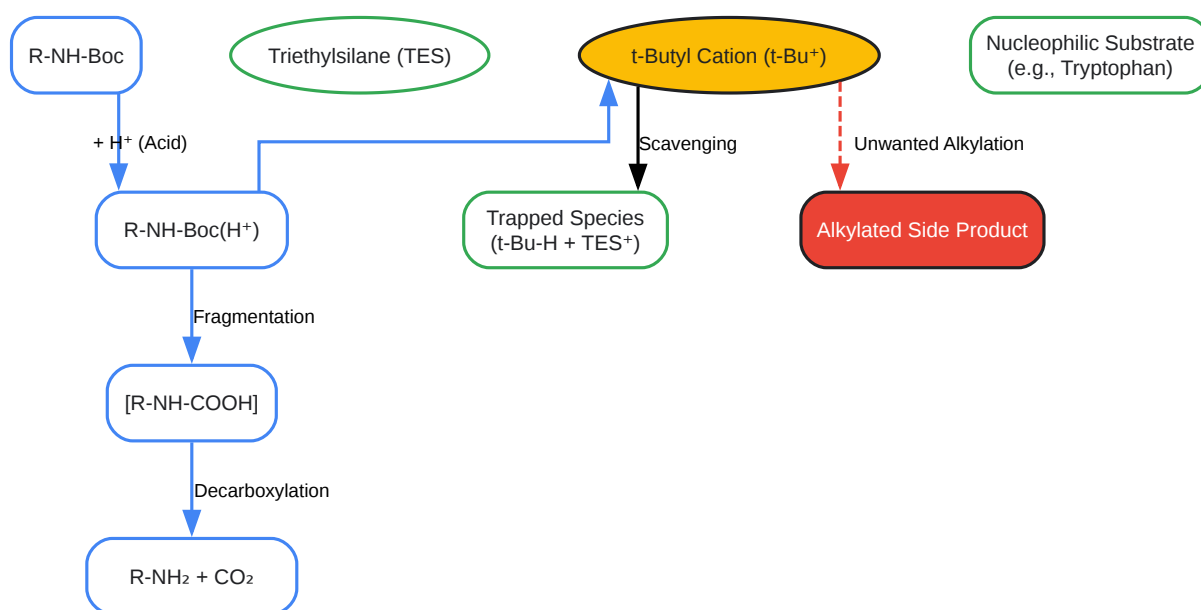 R-NH-Boc
Triethylsilane (TES)
t-Butyl Cation (t-Bu⁺)
Nucleophilic Substrate
(e.g., Tryptophan)
+ H⁺ (Acid)
Scavenging
Unwanted Alkylation
R-NH-Boc(H⁺)
Trapped Species
(t-Bu-H + TES⁺)
Alkylated Side Product
Fragmentation
[R-NH-COOH]
Decarboxylation
R-NH₂ + CO₂